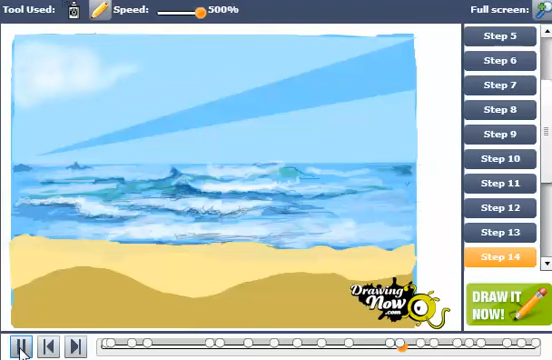 Tool Used:
Speed:
500%
Full screen:
Step 5
Step 6
Step 7
Step 8
Step 9
Step 10
Step 11
Step 12
Step 13
Step 14
Drawing
Now
.com
DRAW IT
NOW!